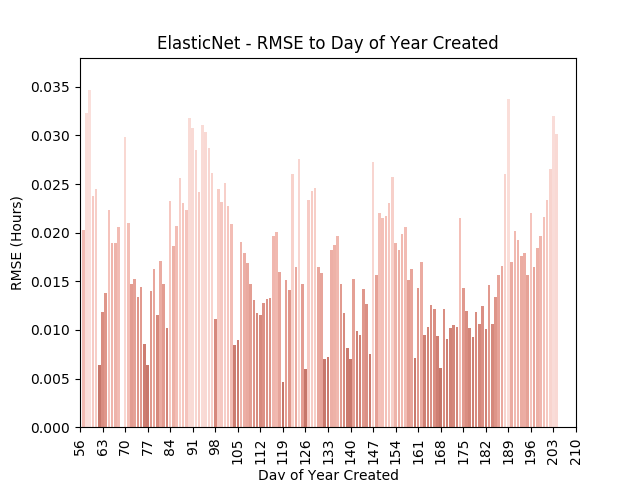 ElasticNet - RMSE to Day of Year Created
RMSE (Hours)
0.035
0.030
0.025
0.020
0.015
0.010
0.005
0.000
56 63 70 77 84 91 98 105 112 119 126 133 140 147 154 161 168 175 182 189 196 203 210
Day of Year Created